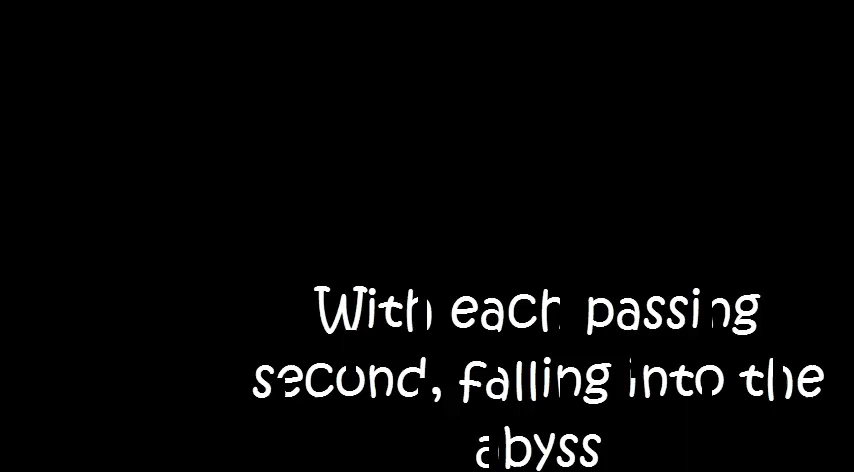 With each passing
second, falling into the
abyss